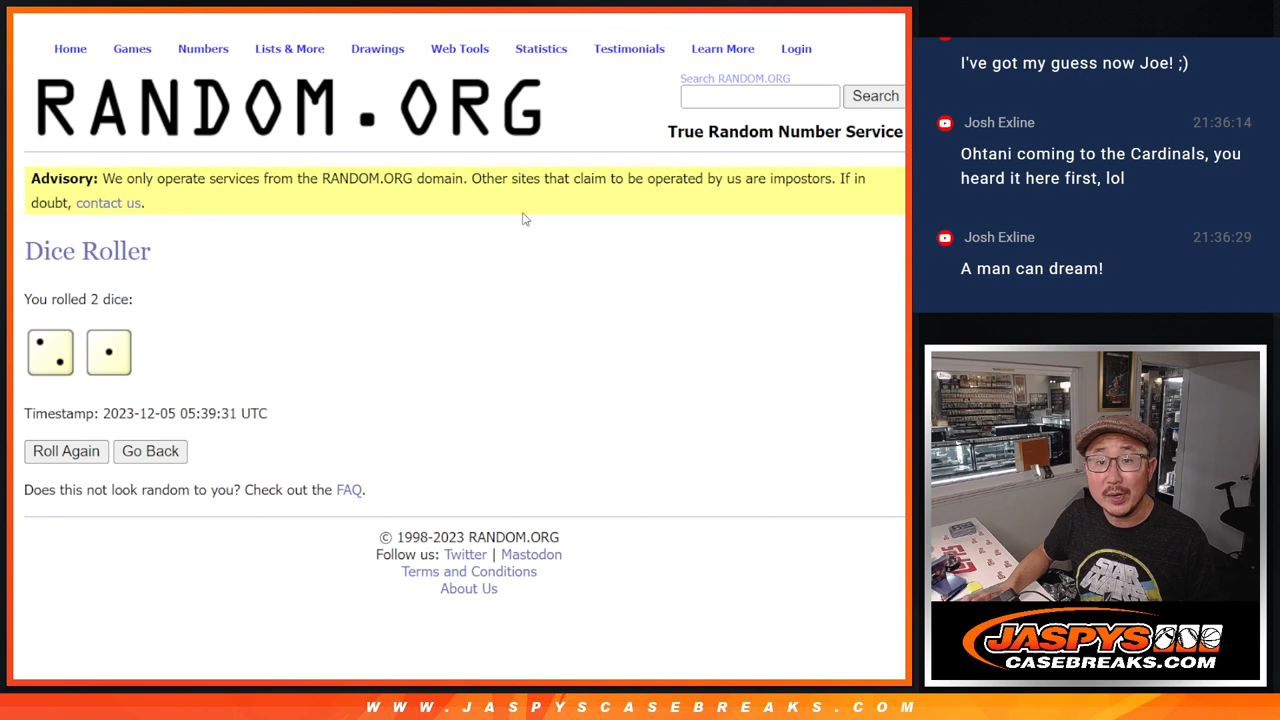 Home Games Numbers Lists & More Drawings Web Tools Statistics Testimonials Learn More Login
RANDOM.ORG
Search RANDOM.ORG
Search
True Random Number Service
Advisory: We only operate services from the RANDOM.ORG domain. Other sites that claim to be operated by us are impostors. If in
doubt, contact us.
Dice Roller
You rolled 2 dice:
Timestamp: 2023-12-05 05:39:31 UTC
Roll Again Go Back
Does this not look random to you? Check out the FAQ.
© 1998-2023 RANDOM.ORG
Follow us: Twitter | Mastodon
Terms and Conditions
About Us
I've got my guess now Joe! ;)
Josh Exline 21:36:14
Ohtani coming to the Cardinals, you
heard it here first, lol
Josh Exline 21:36:29
A man can dream!
STAR
WARS
JASPYS
CASEBREAKS.COM
WWW.JASPYSCASEBREAKS.COM